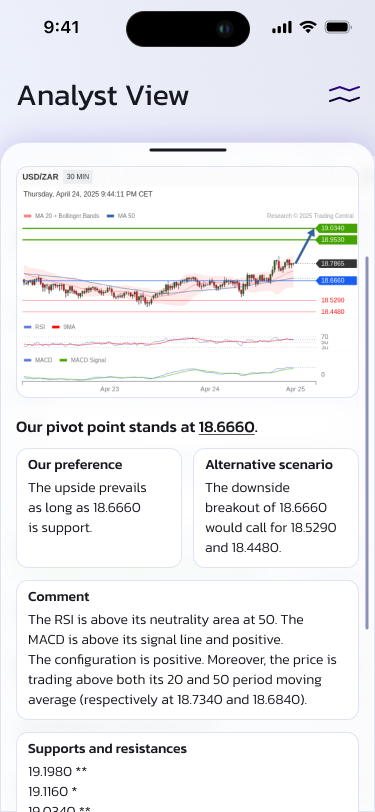 9:41
Analyst View
USD/ZAR 30 MIN
Thursday, April 24, 2025 9:44:11 PM CET
MA 20 + Bollinger Bands MA 50
Research © 2025 Trading Central
19.0340
18.9530
18.7865
18.6660
18.5290
18.4480
RSI 9MA
70
50
30
MACD MACD Signal
0
Apr 23 Apr 24 Apr 25
Our pivot point stands at 18.6660.
Our preference
The upside prevails
as long as 18.6660
is support.
Alternative scenario
The downside
breakout of 18.6660
would call for 18.5290
and 18.4480.
Comment
The RSI is above its neutrality area at 50. The
MACD is above its signal line and positive.
The configuration is positive. Moreover, the price is
trading above both its 20 and 50 period moving
average (respectively at 18.7340 and 18.6840).
Supports and resistances
19.1980 **
19.1160 *
19.0340 **